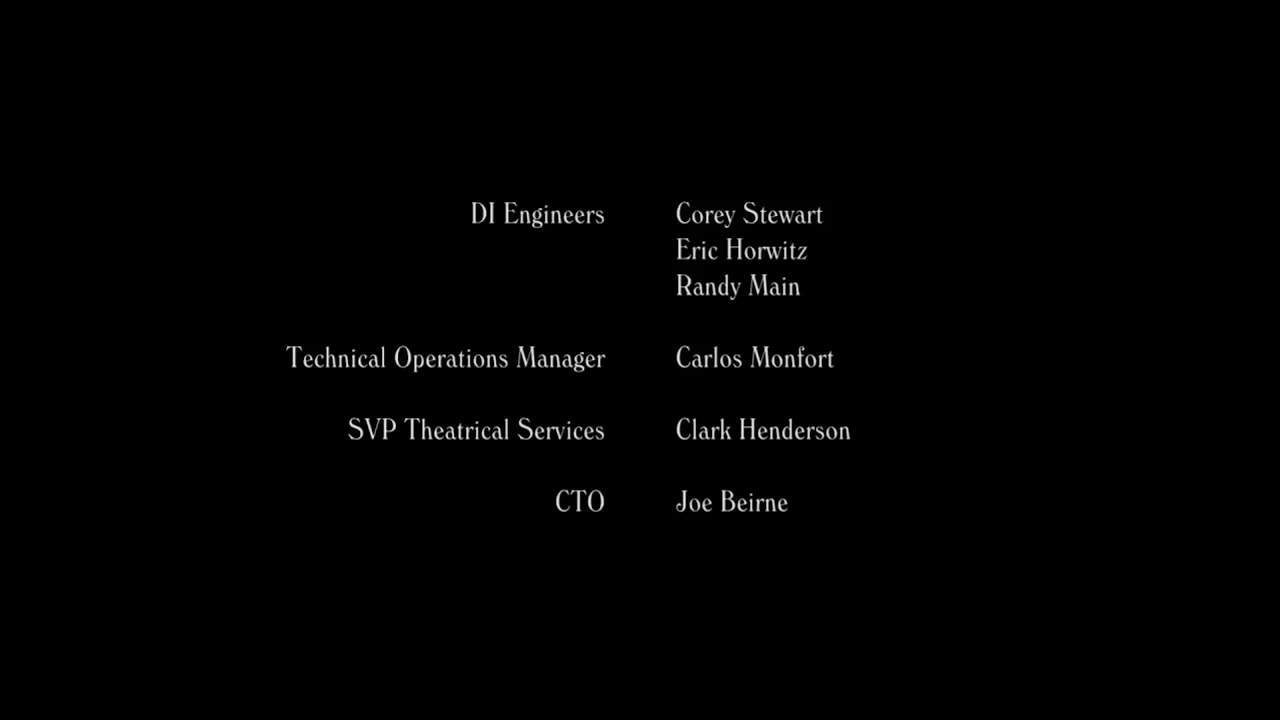 DI Engineers Corey Stewart
Eric Horwitz
Randy Main
Technical Operations Manager Carlos Monfort
SVP Theatrical Services Clark Henderson
CTO Joe Beirne